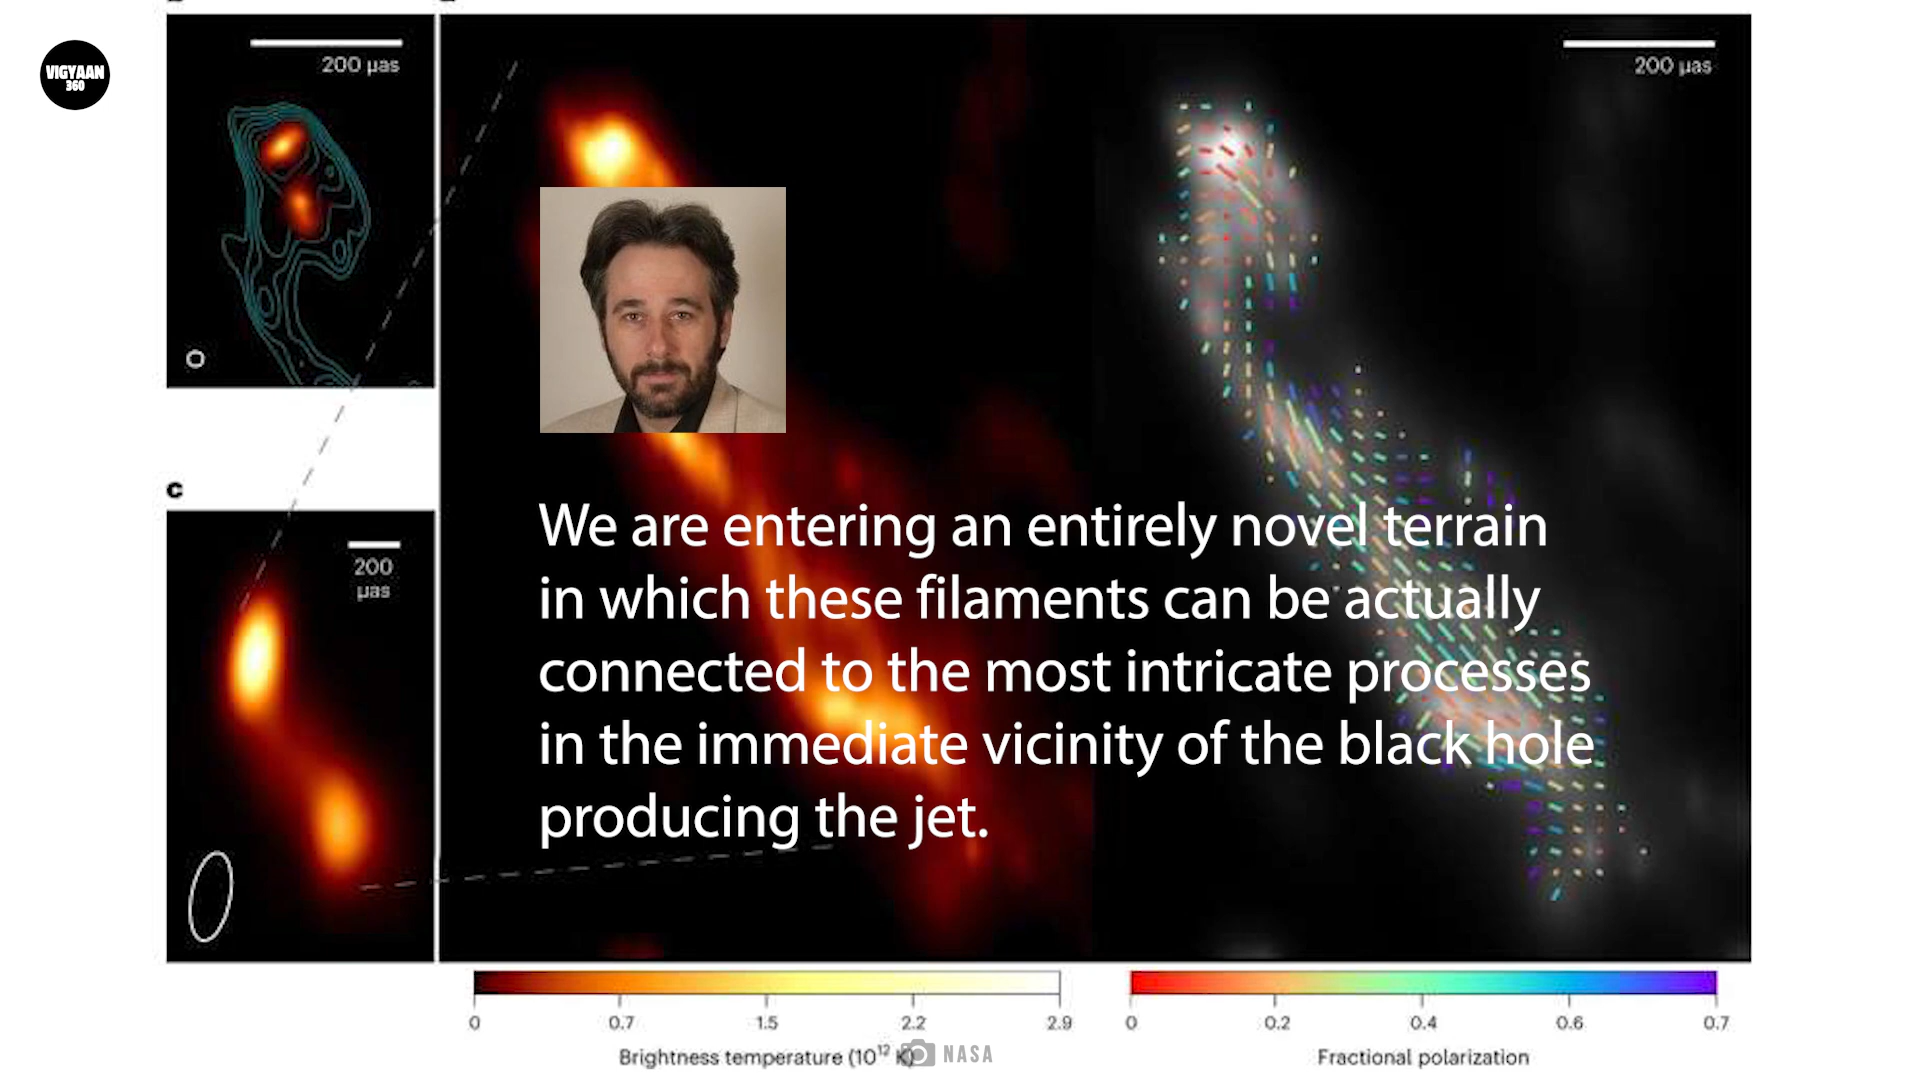 VIGYAAN
360
200 µas
200 µas
c
200
µas
We are entering an entirely novel terrain
in which these filaments can be actually
connected to the most intricate processes
in the immediate vicinity of the black hole
producing the jet.
0 0.7 1.5 2.2 2.9
Brightness temperature (10¹² K)
NASA
0 0.2 0.4 0.6 0.7
Fractional polarization